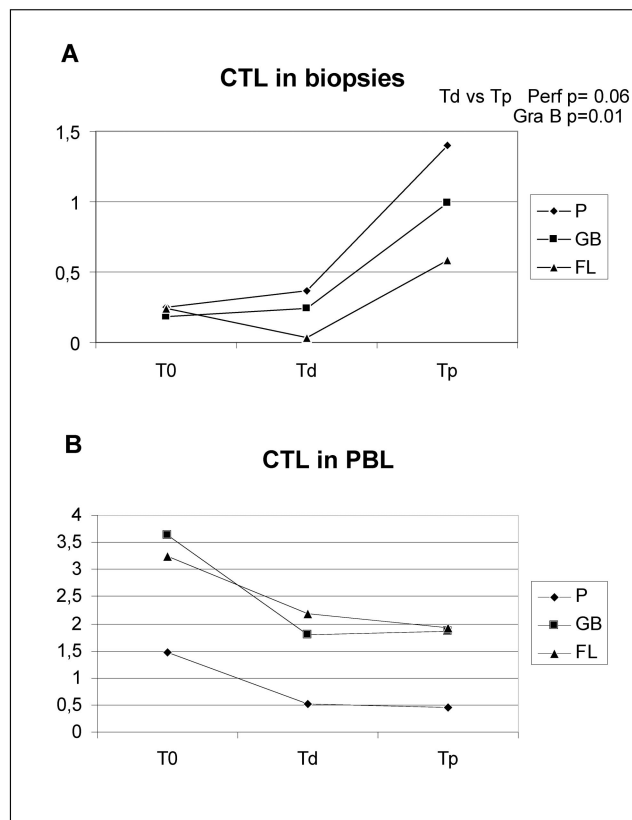 A
CTL in biopsies
Td vs Tp Perf p= 0.06
Gra B p=0.01
1,5
1
0,5
0
T0 Td Tp
P
GB
FL
B
CTL in PBL
4
3,5
3
2,5
2
1,5
1
0,5
0
T0 Td Tp
P
GB
FL